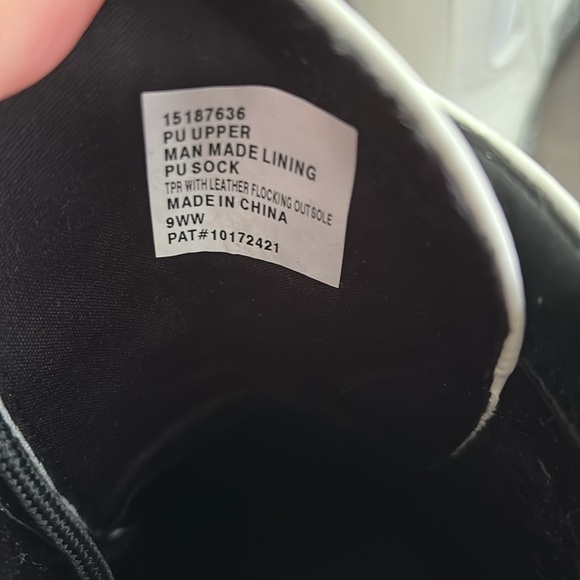 15187636
PU UPPER
MAN MADE LINING
PU SOCK
TPR WITH LEATHER FLOCKING OUTSOLE
MADE IN CHINA
9WW
PAT#10172421